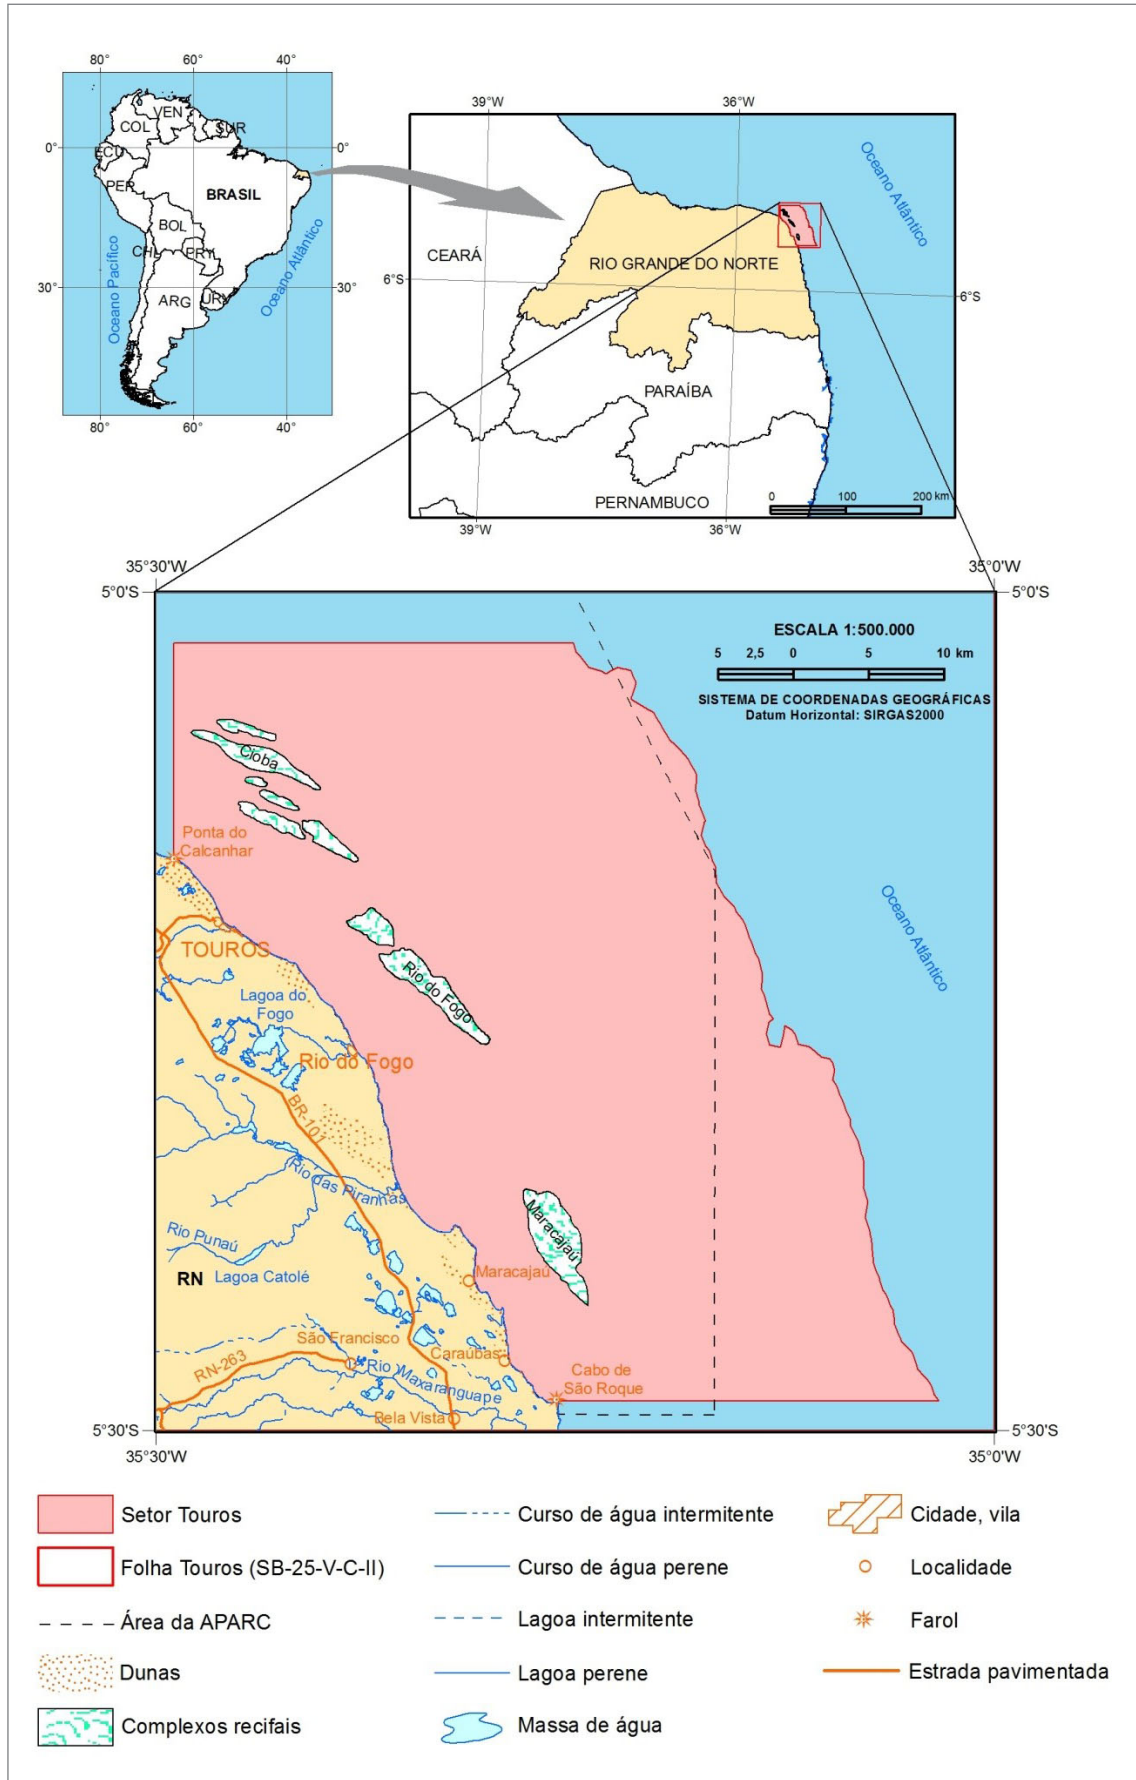 80°
60°
40°
VEN
COL
SUR
0°
0°
ECU
PER
BRASIL
BOL
CHL
PRY
30°
30°
ARG
URY
Oceano Pacífico
Oceano Atlântico
80°
60°
40°
39°W
36°W
Oceano Atlântico
CEARÁ
RIO GRANDE DO NORTE
6°S
6°S
PARAÍBA
PERNAMBUCO
0 100 200 km
39°W
36°W
35°30'W
35°0'W
5°0'S
5°0'S
ESCALA 1:500.000
5 2,5 0 5 10 km
SISTEMA DE COORDENADAS GEOGRÁFICAS
Datum Horizontal: SIRGAS2000
Cioba
Ponta do
Calcanhar
Oceano Atlântico
TOUROS
Rio do Fogo
Lagoa do
Fogo
Rio do Fogo
BR-101
Rio das Piranhas
Rio Punaú
Maracajaú
RN
Lagoa Catolé
Maracajaú
São Francisco
Caraúbas
RN-263
Rio Maxaranguape
Cabo de
São Roque
Bela Vista
5°30'S
5°30'S
35°30'W
35°0'W
Setor Touros
Curso de água intermitente
Cidade, vila
Folha Touros (SB-25-V-C-II)
Curso de água perene
Localidade
Área da APARC
Lagoa intermitente
Farol
Dunas
Lagoa perene
Estrada pavimentada
Complexos recifais
Massa de água